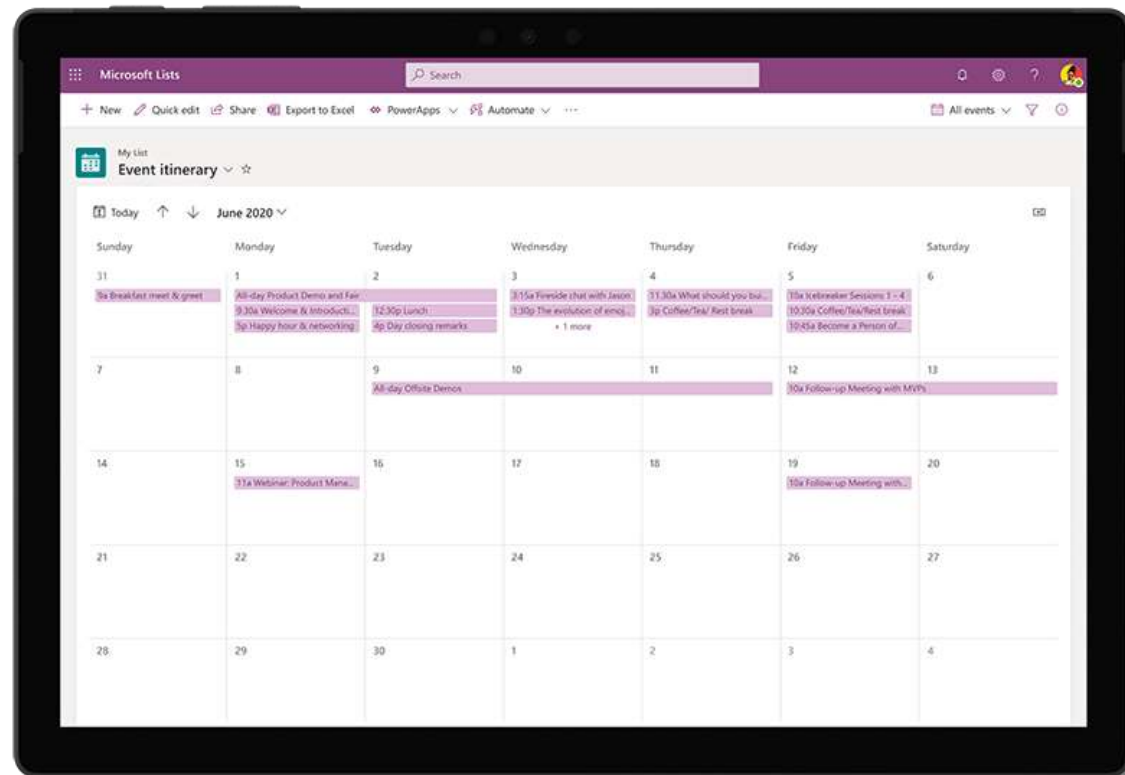 Microsoft Lists
Search
?
New Quick edit Share Export to Excel PowerApps Automate ...
All events
My List
Event itinerary
Today June 2020
Sunday Monday Tuesday Wednesday Thursday Friday Saturday
31 1 2 3 4 5 6
9a Breakfast meet & greet All-day Product Demo and Fair 3:15a Fireside chat with Jason 11:30a What should you bui... 10a Icebreaker Sessions 1 - 4
9:30a Welcome & Introducti... 12:30p Lunch 1:30p The evolution of emoj... 3p Coffee/Tea/ Rest break 10:30a Coffee/Tea/Rest break
5p Happy hour & networking 4p Day closing remarks + 1 more 10:45a Become a Person of...
7 8 9 10 11 12 13
All-day Offsite Demos 10a Follow-up Meeting with MVPs
14 15 16 17 18 19 20
11a Webinar: Product Mana... 10a Follow-up Meeting with...
21 22 23 24 25 26 27
28 29 30 1 2 3 4